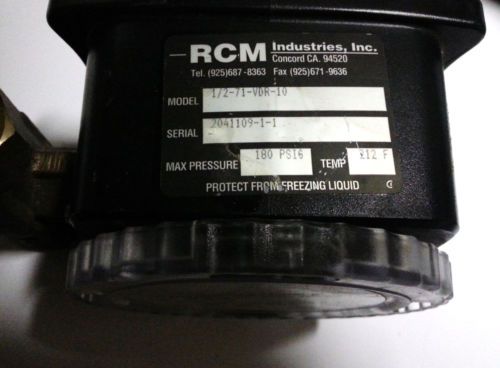 RCM Industries, Inc.
Concord CA. 94520
Tel. (925)687-8363 Fax (925)671-9636
MODEL 1/2-71-VDR-10
SERIAL 2041109-1-1
-
MAX PRESSURE 180 PSIG TEMP 212 F
PROTECT FROM FREEZING LIQUID